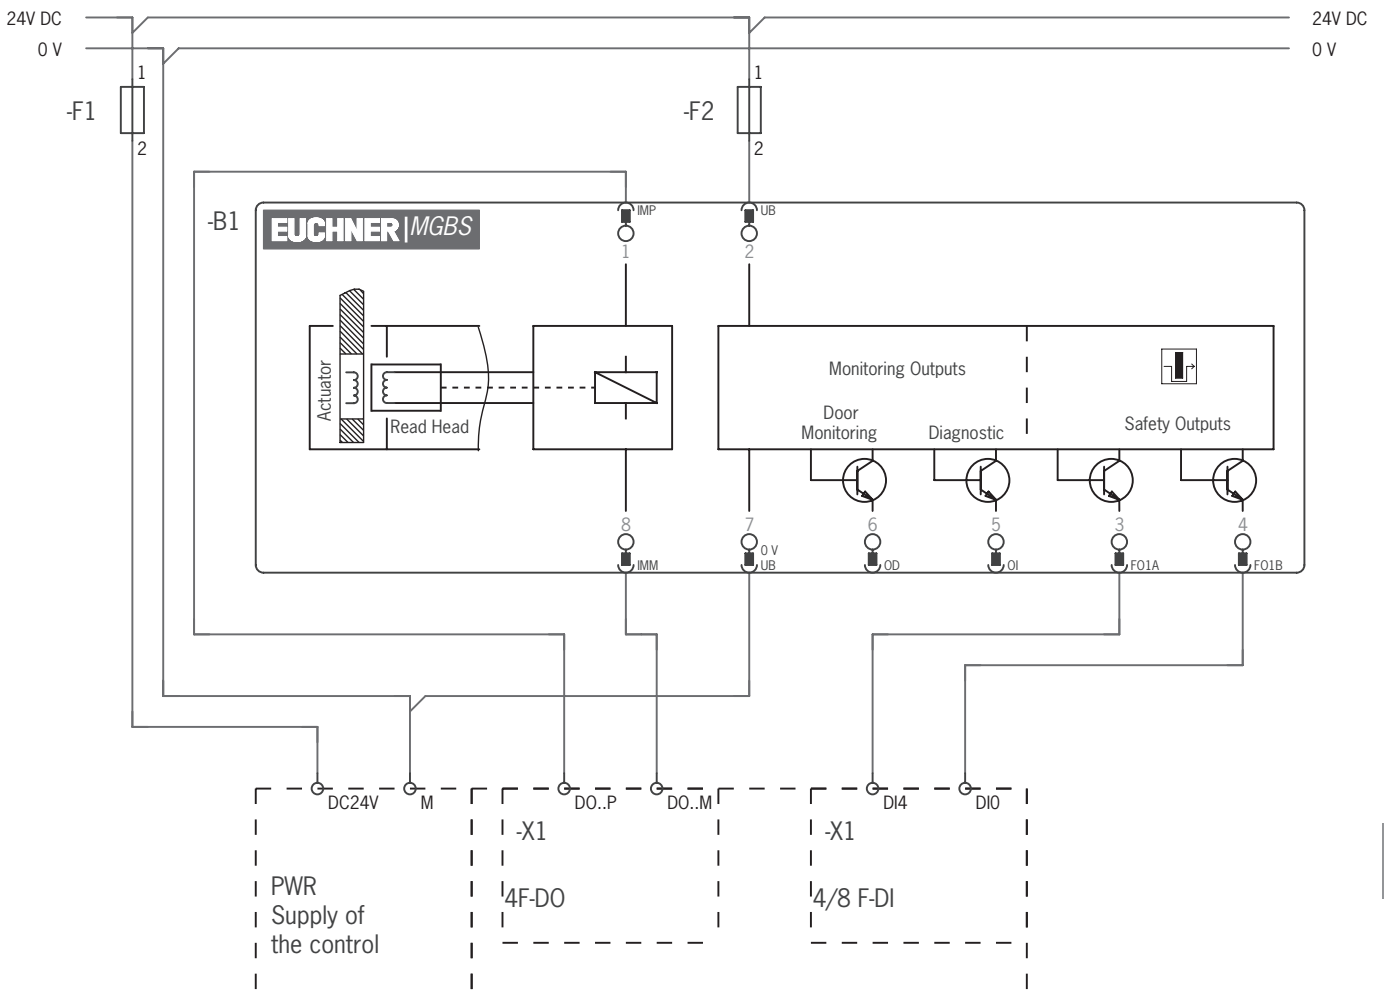 24V DC
24V DC
0 V
0 V
1
1
-F1
-F2
2
2
-B1
EUCHNER MGBS
IMP
UB
1
2
Actuator
Read Head
Monitoring Outputs
Door
Monitoring
Diagnostic
Safety Outputs
8
7
6
5
3
4
0 V
IMM
UB
OD
OI
FO1A
FO1B
DC24V
M
DO..P
DO..M
DI4
DI0
-X1
-X1
PWR
Supply of
the control
4F-DO
4/8 F-DI